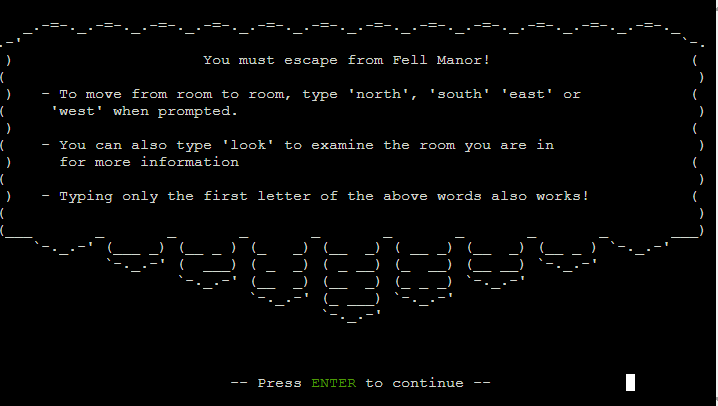 You must escape from Fell Manor!
- To move from room to room, type 'north', 'south' 'east' or
'west' when prompted.
- You can also type 'look' to examine the room you are in
for more information
- Typing only the first letter of the above words also works!
-- Press ENTER to continue --